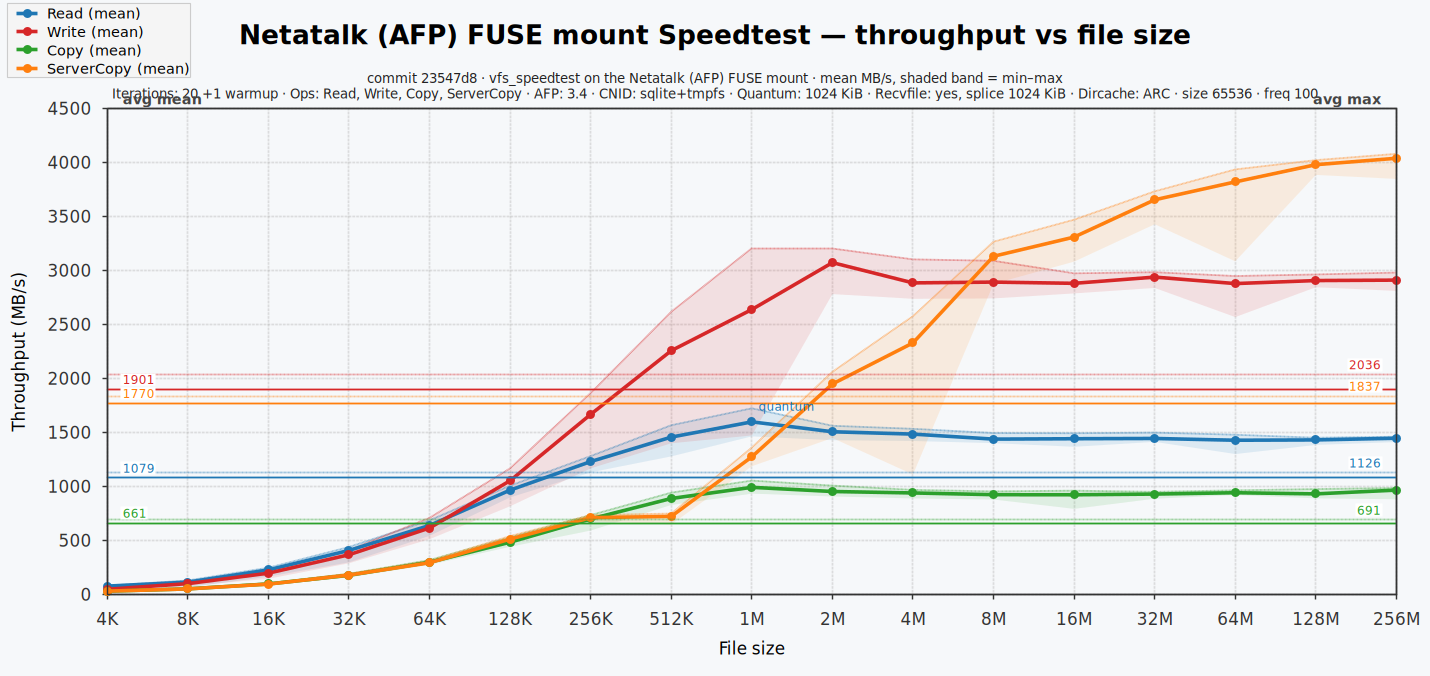 Read (mean)
Write (mean)
Copy (mean)
ServerCopy (mean)
Netatalk (AFP) FUSE mount Speedtest — throughput vs file size
commit 23547d8 · vfs_speedtest on the Netatalk (AFP) FUSE mount · mean MB/s, shaded band = min–max
Iterations: 20 +1 warmup · Ops: Read, Write, Copy, ServerCopy · AFP: 3.4 · CNID: sqlite+tmpfs · Quantum: 1024 KiB · Recvfile: yes, splice 1024 KiB · Dircache: ARC · size 65536 · freq 100
avg mean
avg max
4500
4000
3500
3000
2500
2000
1500
1000
500
0
Throughput (MB/s)
1901
1770
1079
661
2036
1837
1126
691
quantum
4K 8K 16K 32K 64K 128K 256K 512K 1M 2M 4M 8M 16M 32M 64M 128M 256M
File size